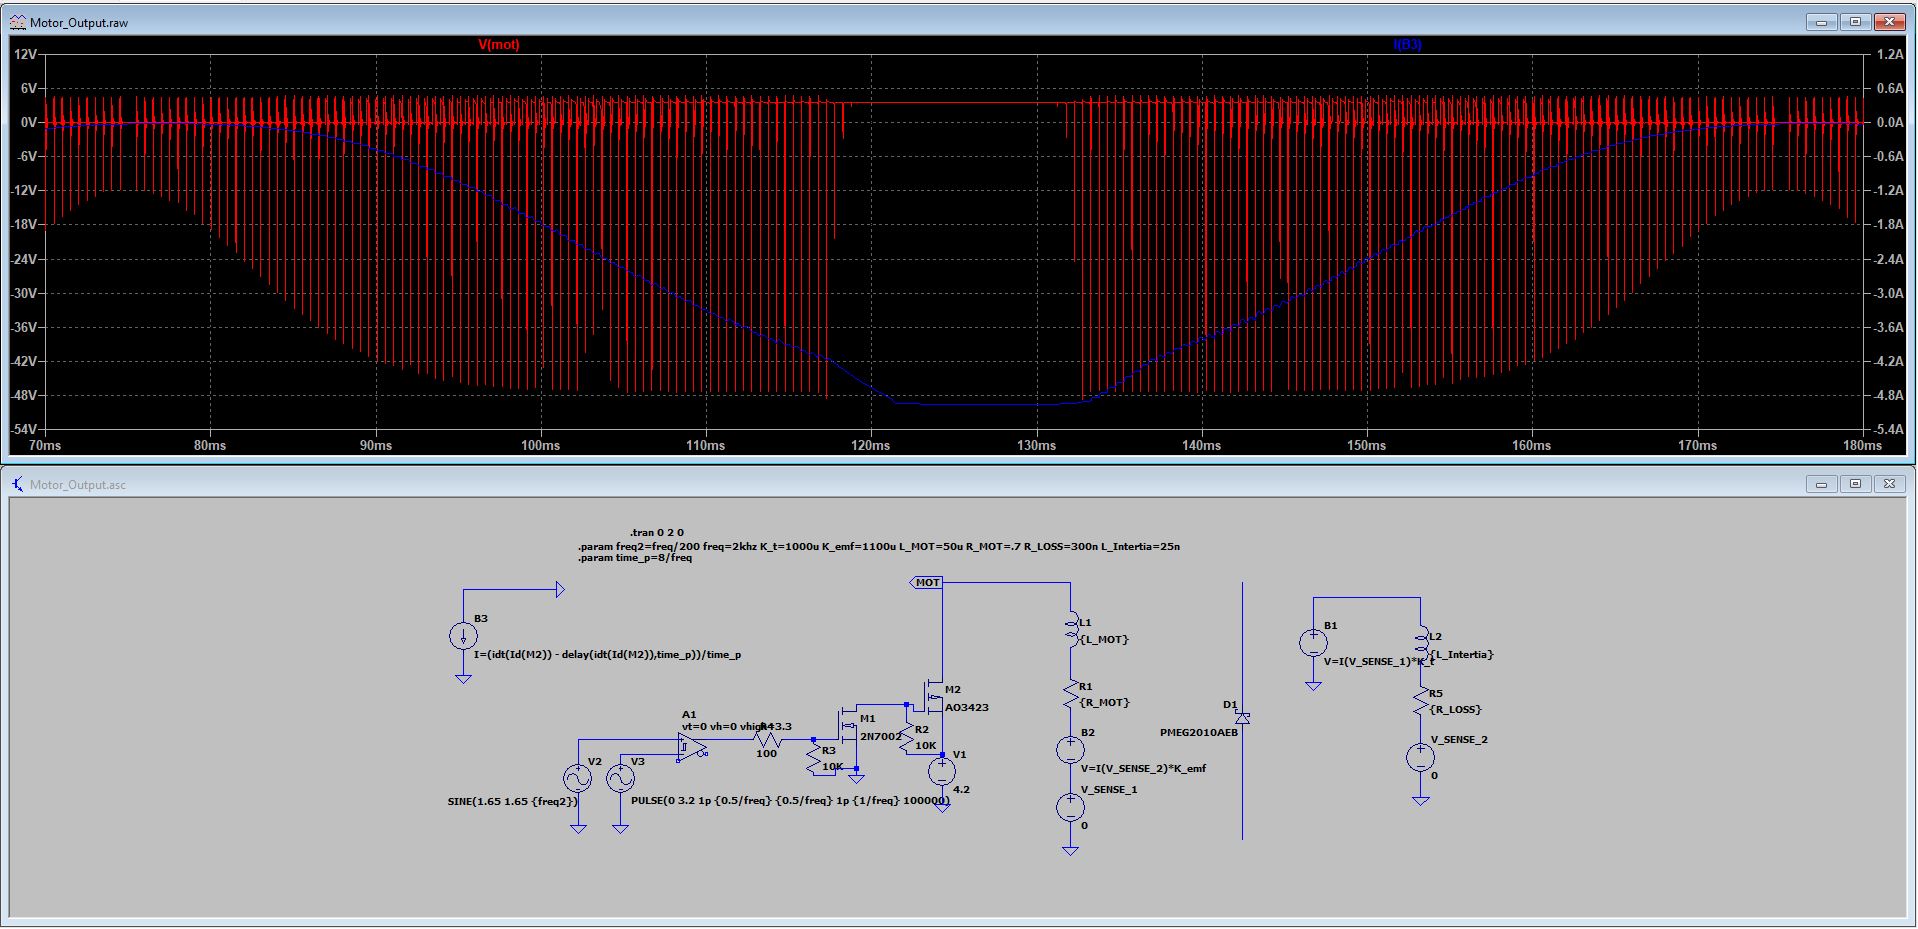 Motor_Output.raw
V(mot)
I(B3)
12V
6V
0V
-6V
-12V
-18V
-24V
-30V
-36V
-42V
-48V
-54V
1.2A
0.6A
0.0A
-0.6A
-1.2A
-1.8A
-2.4A
-3.0A
-3.6A
-4.2A
-4.8A
-5.4A
70ms
80ms
90ms
100ms
110ms
120ms
130ms
140ms
150ms
160ms
170ms
180ms
Motor_Output.asc
.tran 0 2 0
.param freq2=freq/200 freq=2khz K_t=1000u K_emf=1100u L_MOT=50u R_MOT=.7 R_LOSS=300n L_Intertia=25n
.param time_p=8/freq
MOT
B3
I=(idt(Id(M2)) - delay(idt(Id(M2)),time_p))/time_p
A1
vt=0 vh=0 vhigh=3.3
100
V2
SINE(1.65 1.65 {freq2})
V3
PULSE(0 3.2 1p {0.5/freq} {0.5/freq} 1p {1/freq} 100000)
R3
10K
M1
2N7002
R2
10K
M2
AO3423
V1
4.2
L1
{L_MOT}
R1
{R_MOT}
B2
V=I(V_SENSE_2)*K_emf
V_SENSE_1
0
D1
PMEG2010AEB
B1
V=I(V_SENSE_1)*K_t
L2
{L_Intertia}
R5
{R_LOSS}
V_SENSE_2
0